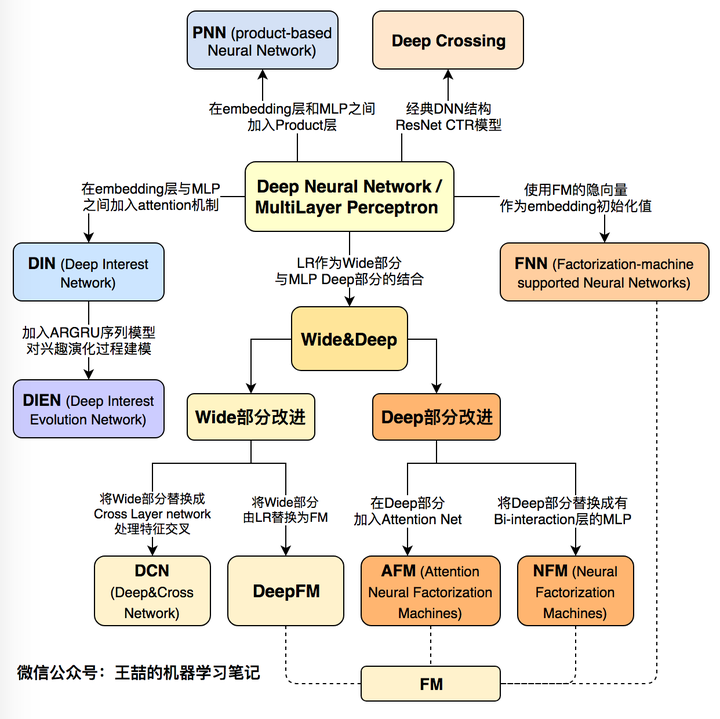 PNN (product-based
Neural Network)
Deep Crossing
在embedding层和MLP之间
加入Product层
经典DNN结构
ResNet CTR模型
Deep Neural Network /
MultiLayer Perceptron
在embedding层与MLP
之间加入attention机制
使用FM的隐向量
作为embedding初始化值
DIN (Deep Interest
Network)
LR作为Wide部分
与MLP Deep部分的结合
FNN (Factorization-machine
supported Neural Networks)
加入ARGRU序列模型
对兴趣演化过程建模
Wide&Deep
DIEN (Deep Interest
Evolution Network)
Wide部分改进
Deep部分改进
将Wide部分替换成
Cross Layer network
处理特征交叉
将Wide部分
由LR替换为FM
在Deep部分
加入Attention Net
将Deep部分替换成有
Bi-interaction层的MLP
DCN
(Deep&Cross
Network)
DeepFM
AFM (Attention
Neural Factorization
Machines)
NFM (Neural
Factorization
Machines)
微信公众号：王喆的机器学习笔记
FM